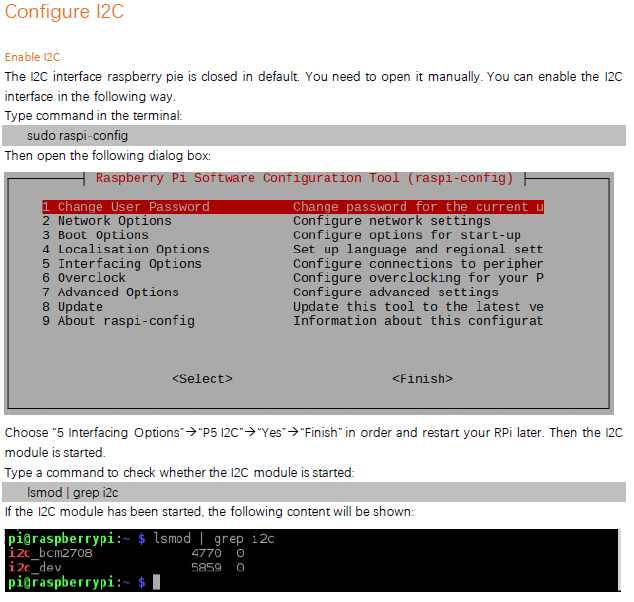 Configure I2C
Enable I2C
The I2C interface raspberry pie is closed in default. You need to open it manually. You can enable the I2C
interface in the following way.
Type command in the terminal:
sudo raspi-config
Then open the following dialog box:
Raspberry Pi Software Configuration Tool (raspi-config)
1 Change User Password Change password for the current u
2 Network Options Configure network settings
3 Boot Options Configure options for start-up
4 Localisation Options Set up language and regional sett
5 Interfacing Options Configure connections to peripher
6 Overclock Configure overclocking for your P
7 Advanced Options Configure advanced settings
8 Update Update this tool to the latest ve
9 About raspi-config Information about this configurat
<Select> <Finish>
Choose "5 Interfacing Options"→"P5 I2C"→"Yes"→"Finish" in order and restart your RPi later. Then the I2C
module is started.
Type a command to check whether the I2C module is started:
lsmod | grep i2c
If the I2C module has been started, the following content will be shown:
pi@raspberrypi:~ $ lsmod | grep i2c
i2c_bcm2708 4770 0
i2c_dev 5859 0
pi@raspberrypi:~ $